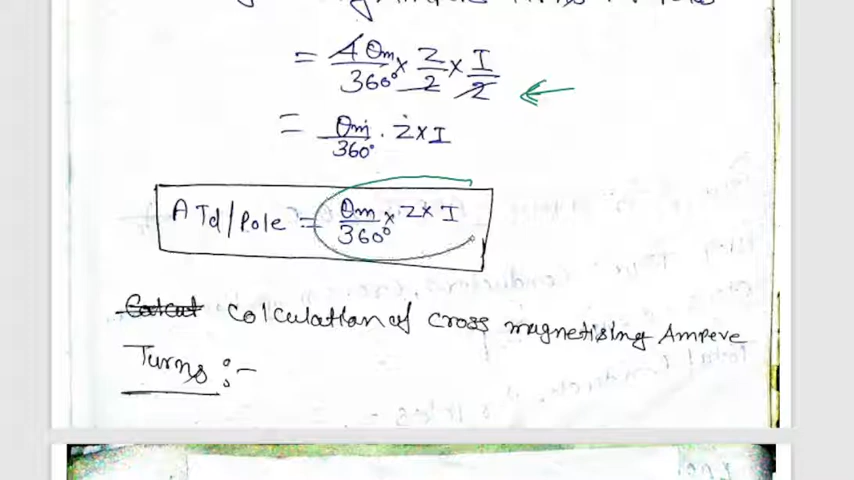 = 4θm/360° × Z/2 × I/2
= θm/360° · Z × I
ATd/Pole = θm/360° × Z × I
Calculation of cross magnetising Ampere
Turns :-